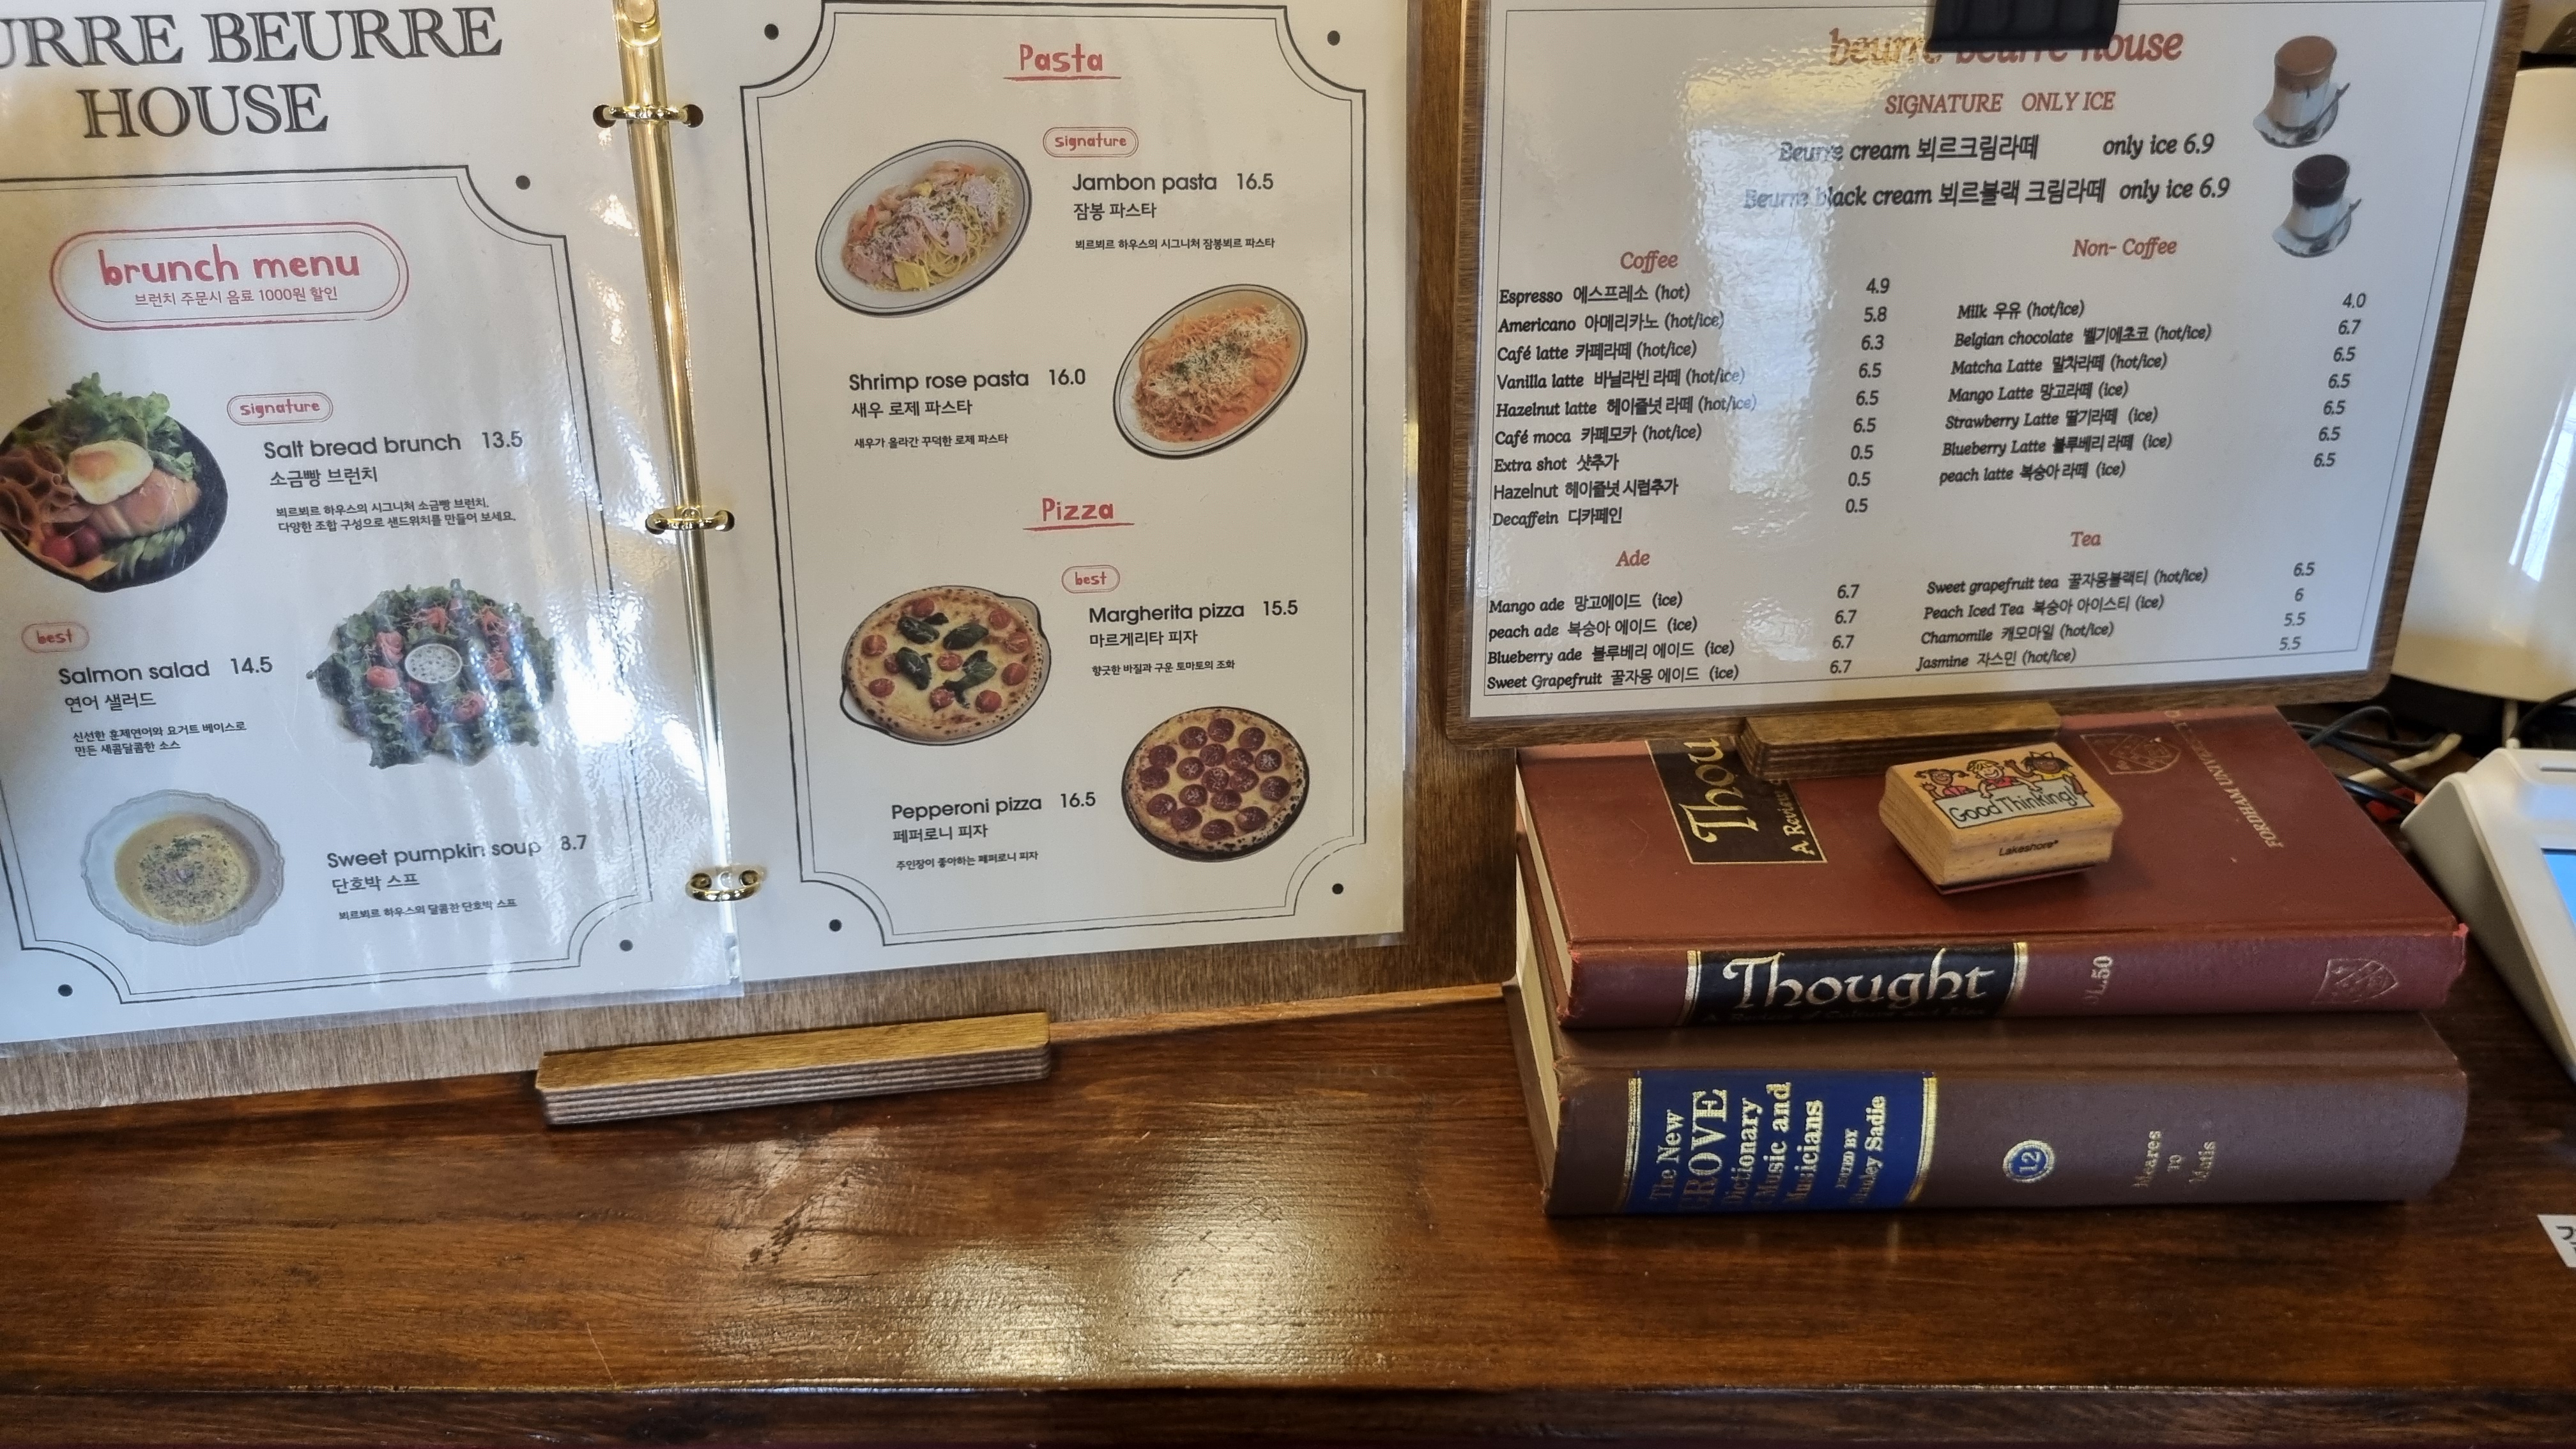 URRE BEURRE
HOUSE
brunch menu
브런치 주문시 음료 1000원 할인
signature
Salt bread brunch 13.5
소금빵 브런치
뵈르뵈르 하우스의 시그니처 소금빵 브런치.
다양한 조합 구성으로 샌드위치를 만들어 보세요.
best
Salmon salad 14.5
연어 샐러드
신선한 훈제연어와 요거트 베이스로
만든 새콤달콤한 소스
Sweet pumpkin soup 8.7
단호박 스프
뵈르뵈르 하우스의 달콤한 단호박 스프
Pasta
signature
Jambon pasta 16.5
잠봉 파스타
뵈르뵈르 하우스의 시그니처 잠봉뵈르 파스타
Shrimp rose pasta 16.0
새우 로제 파스타
새우가 올라간 꾸덕한 로제 파스타
Pizza
best
Margherita pizza 15.5
마르게리타 피자
향긋한 바질과 구운 토마토의 조화
Pepperoni pizza 16.5
페퍼로니 피자
주인장이 좋아하는 페퍼로니 피자
beurre beurre house
SIGNATURE ONLY ICE
Beurre cream 뵈르크림라떼 only ice 6.9
Beurre black cream 뵈르블랙 크림라떼 only ice 6.9
Coffee
Espresso 에스프레소 (hot) 4.9
Americano 아메리카노 (hot/ice) 5.8
Café latte 카페라떼 (hot/ice) 6.3
Vanilla latte 바닐라빈 라떼 (hot/ice) 6.5
Hazelnut latte 헤이즐넛 라떼 (hot/ice) 6.5
Café moca 카페모카 (hot/ice) 6.5
Extra shot 샷추가 0.5
Hazelnut 헤이즐넛 시럽추가 0.5
Decaffein 디카페인 0.5
Non- Coffee
Milk 우유 (hot/ice) 4.0
Belgian chocolate 벨기에초코 (hot/ice) 6.7
Matcha Latte 말차라떼 (hot/ice) 6.5
Mango Latte 망고라떼 (ice) 6.5
Strawberry Latte 딸기라떼 (ice) 6.5
Blueberry Latte 블루베리 라떼 (ice) 6.5
peach latte 복숭아 라떼 (ice) 6.5
Ade
Mango ade 망고에이드 (ice) 6.7
peach ade 복숭아 에이드 (ice) 6.7
Blueberry ade 블루베리 에이드 (ice) 6.7
Sweet Grapefruit 꿀자몽 에이드 (ice) 6.7
Tea
Sweet grapefruit tea 꿀자몽블랙티 (hot/ice) 6.5
Peach Iced Tea 복숭아 아이스티 (ice) 6
Chamomile 캐모마일 (hot/ice) 5.5
Jasmine 자스민 (hot/ice) 5.5
Thou
A Review
Good Thinking!
Lakeshore
FORDHAM UNIVE
Thought
A Review of Culture and Idea
L.50
The New
ROVE
Dictionary
Music and
Musicians
ITED BY
Stanley Sadie
12
Meares
TO
Mutis